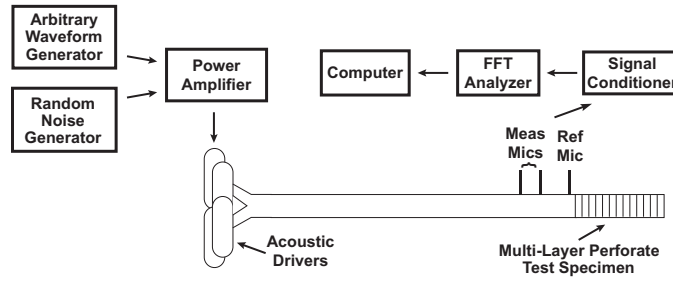 Arbitrary
Waveform
Generator
Random
Noise
Generator
Power
Amplifier
Computer
FFT
Analyzer
Signal
Conditioner
Meas
Mics
Ref
Mic
Acoustic
Drivers
Multi-Layer Perforate
Test Specimen